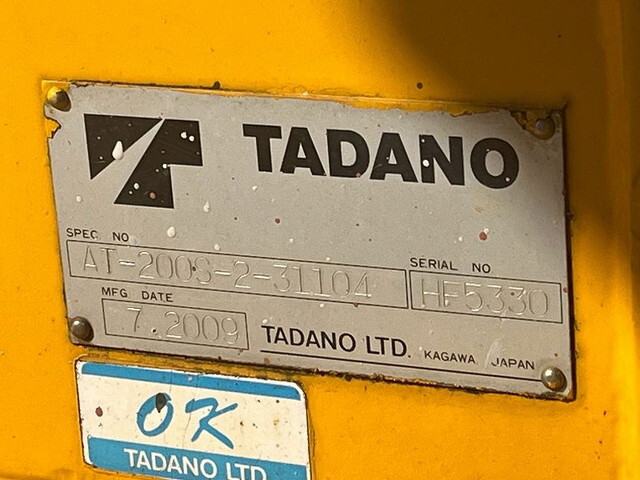 TADANO
SPEC. NO
AT-200S-2-31104
SERIAL NO
HF5330
MFG DATE
7.2009
TADANO LTD. KAGAWA, JAPAN
OK
TADANO LTD